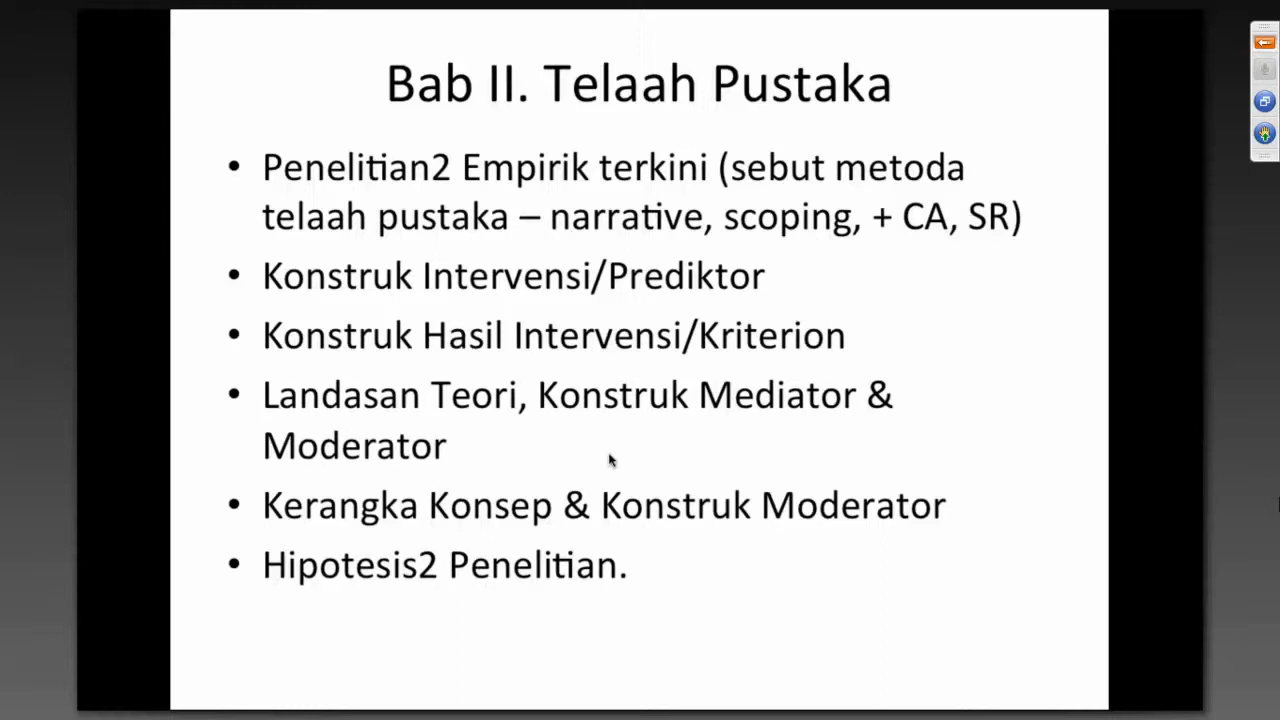 Bab II. Telaah Pustaka
• Penelitian2 Empirik terkini (sebut metoda
telaah pustaka – narrative, scoping, + CA, SR)
• Konstruk Intervensi/Prediktor
• Konstruk Hasil Intervensi/Kriterion
• Landasan Teori, Konstruk Mediator &
Moderator
• Kerangka Konsep & Konstruk Moderator
• Hipotesis2 Penelitian.